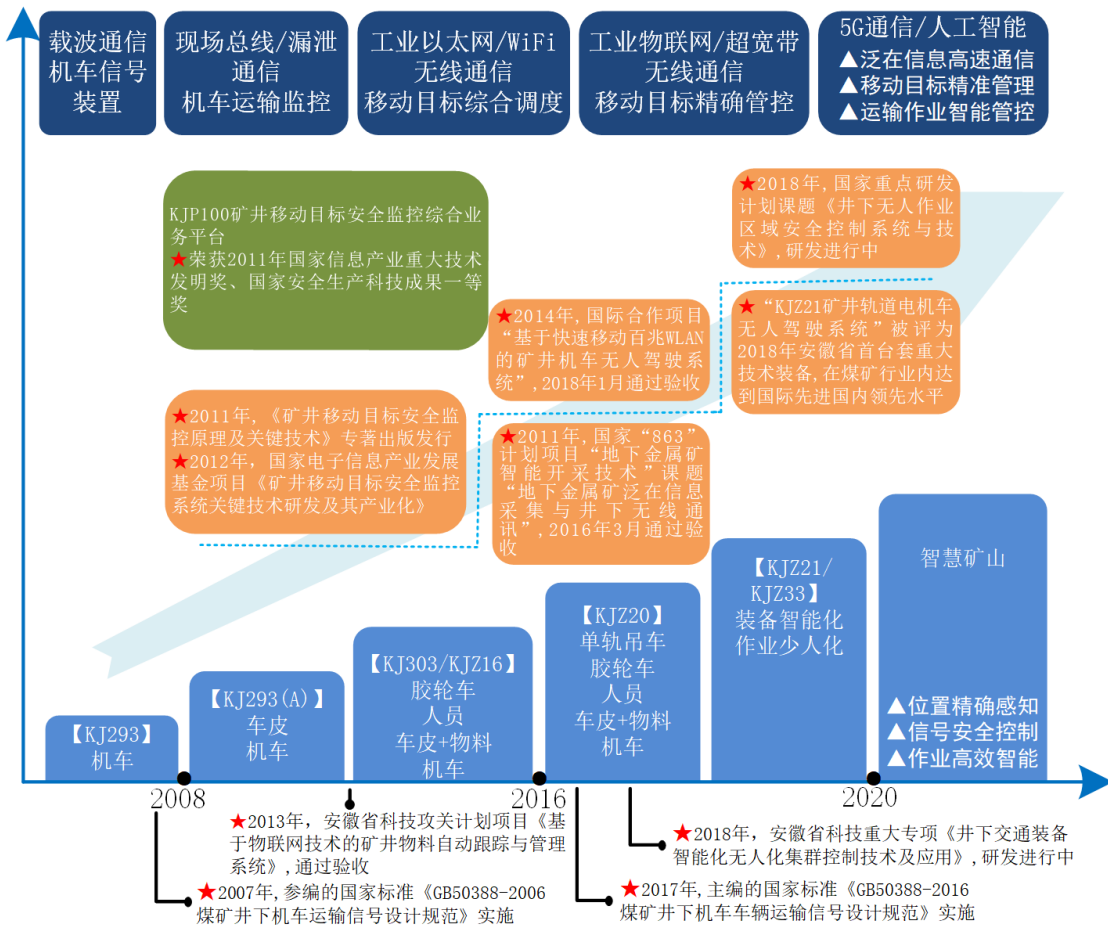 载波通信
机车信号
装置
现场总线/漏泄
通信
机车运输监控
工业以太网/WiFi
无线通信
移动目标综合调度
工业物联网/超宽带
无线通信
移动目标精确管控
5G通信/人工智能
▲泛在信息高速通信
▲移动目标精准管理
▲运输作业智能管控
KJP100矿井移动目标安全监控综合业
务平台
★荣获2011年国家信息产业重大技术
发明奖、国家安全生产科技成果一等
奖
★2018年,国家重点研发
计划课题《井下无人作业
区域安全控制系统与技
术》,研发进行中
★2014年,国际合作项目
“基于快速移动百兆WLAN
的矿井机车无人驾驶系
统”,2018年1月通过验收
★“KJZ21矿井轨道电机车
无人驾驶系统”被评为
2018年安徽省首台套重大
技术装备,在煤矿行业内达
到国际先进国内领先水平
★2011年,《矿井移动目标安全监
控原理及关键技术》专著出版发行
★2012年,国家电子信息产业发展
基金项目《矿井移动目标安全监控
系统关键技术研发及其产业化》
★2011年,国家“863”
计划项目“地下金属矿
智能开采技术”课题
“地下金属矿泛在信息
采集与井下无线通
讯”,2016年3月通过验
收
【KJ293】
机车
【KJ293(A)】
车皮
机车
【KJ303/KJZ16】
胶轮车
人员
车皮+物料
机车
【KJZ20】
单轨吊车
胶轮车
人员
车皮+物料
机车
【KJZ21/
KJZ33】
装备智能化
作业少人化
智慧矿山
▲位置精确感知
▲信号安全控制
▲作业高效智能
2008
2016
2020
★2013年，安徽省科技攻关计划项目《基
于物联网技术的矿井物料自动跟踪与管理
系统》,通过验收
★2007年,参编的国家标准《GB50388-2006
煤矿井下机车运输信号设计规范》实施
★2018年，安徽省科技重大专项《井下交通装备
智能化无人化集群控制技术及应用》,研发进行中
★2017年,主编的国家标准《GB50388-2016
煤矿井下机车车辆运输信号设计规范》实施